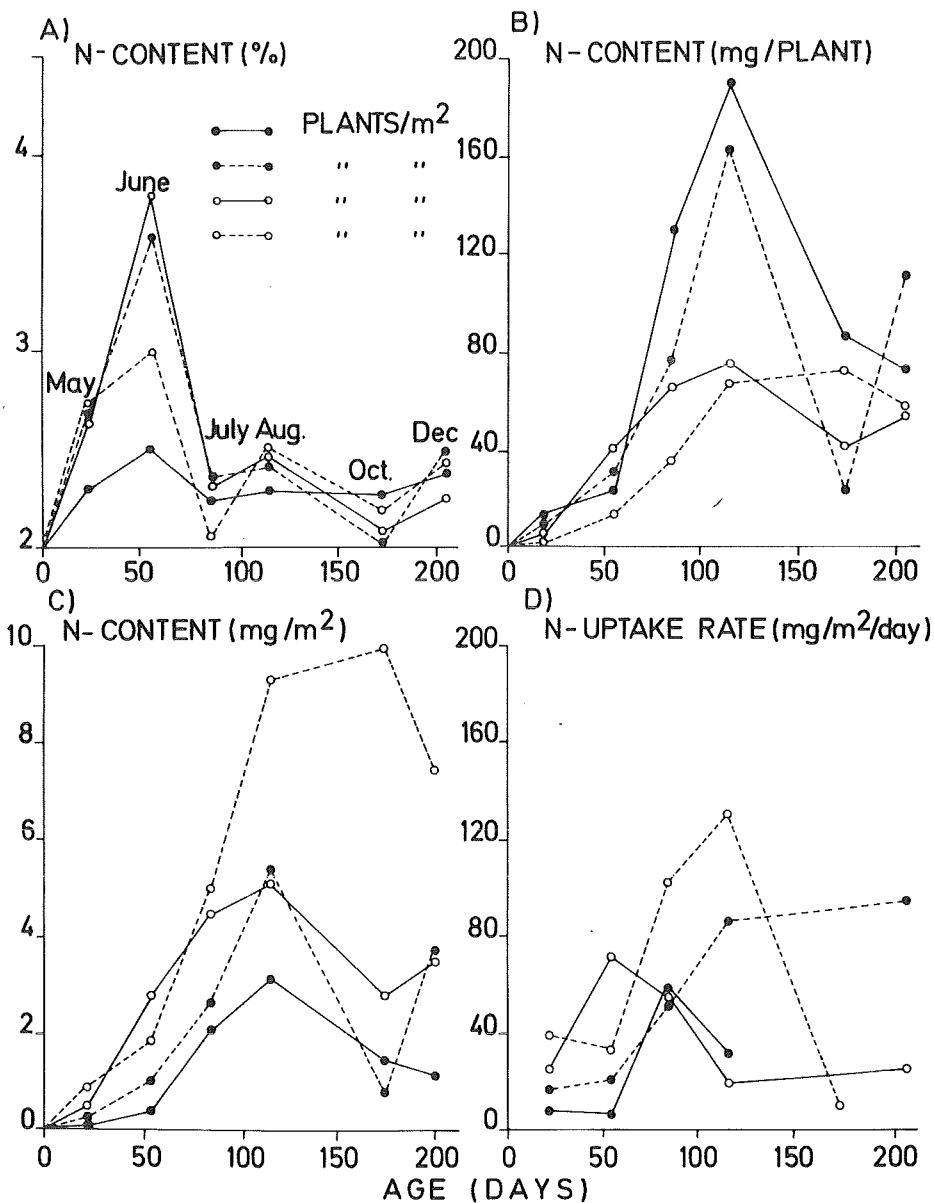 A)
N-CONTENT (%)
4
3
2
0 50 100 150 200
PLANTS/m²
" "
" "
" "
May
June
July Aug.
Oct.
Dec
B)
N-CONTENT (mg/PLANT)
200
160
120
80
40
0
0 50 100 150 200
C)
N-CONTENT (mg/m²)
10
8
6
4
2
0
0 50 100 150 200
D)
N-UPTAKE RATE (mg/m²/day)
200
160
120
80
40
0
0 50 100 150 200
AGE (DAYS)